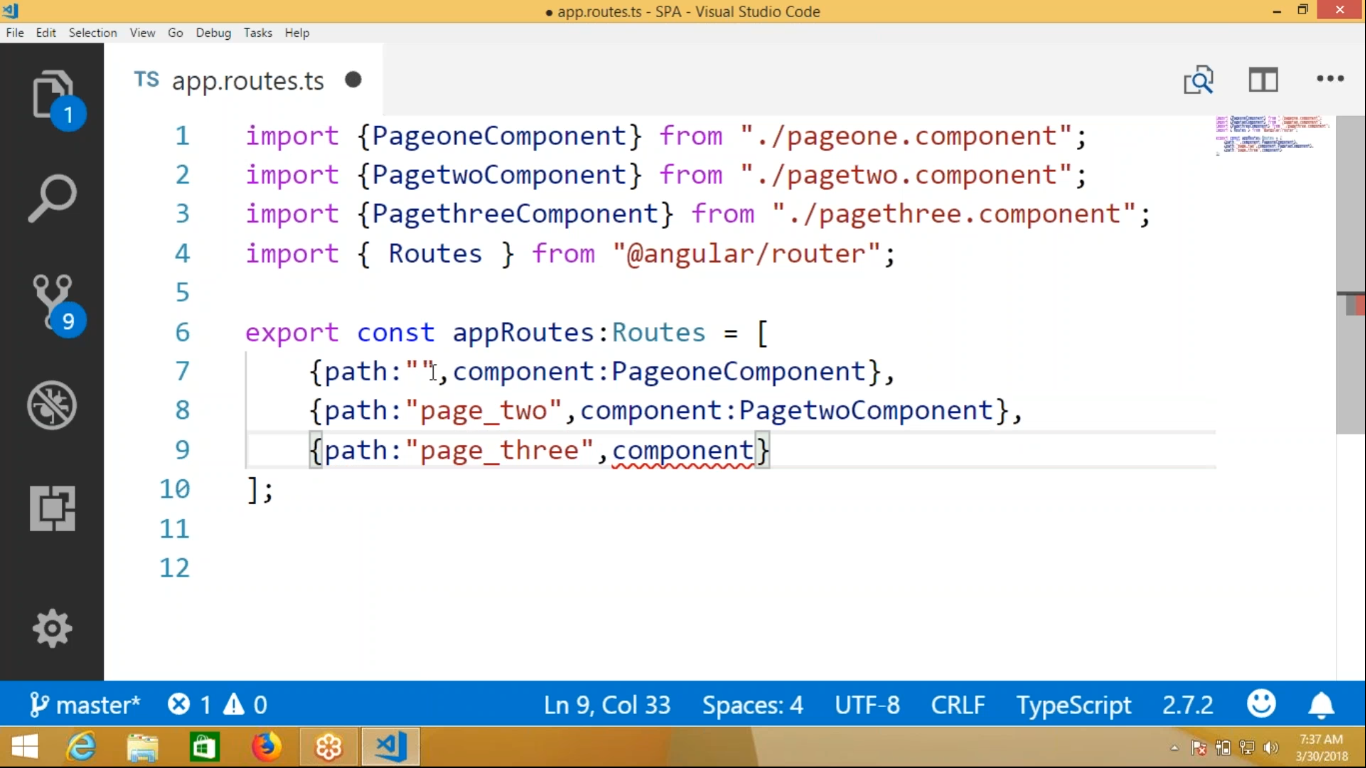 ● app.routes.ts - SPA - Visual Studio Code
File Edit Selection View Go Debug Tasks Help
TS app.routes.ts ●
1 import {PageoneComponent} from "./pageone.component";
2 import {PagetwoComponent} from "./pagetwo.component";
3 import {PagethreeComponent} from "./pagethree.component";
4 import { Routes } from "@angular/router";
5
6 export const appRoutes:Routes = [
7 {path:"",component:PageoneComponent},
8 {path:"page_two",component:PagetwoComponent},
9 {path:"page_three",component}
10 ];
11
12
1
9
master* 1 0 Ln 9, Col 33 Spaces: 4 UTF-8 CRLF TypeScript 2.7.2
7:37 AM
3/30/2018